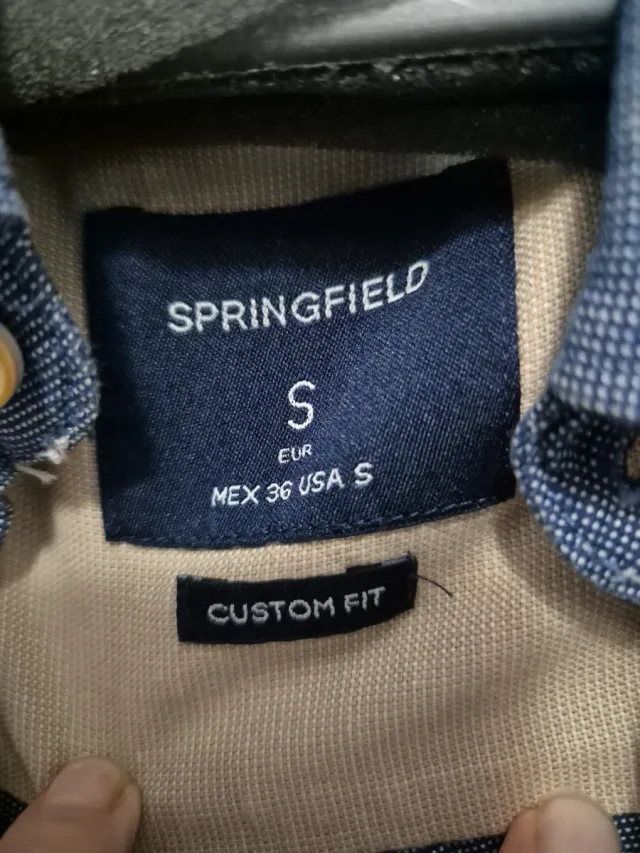 SPRINGFIELD
S
EUR
MEX 36 USA S
CUSTOM FIT